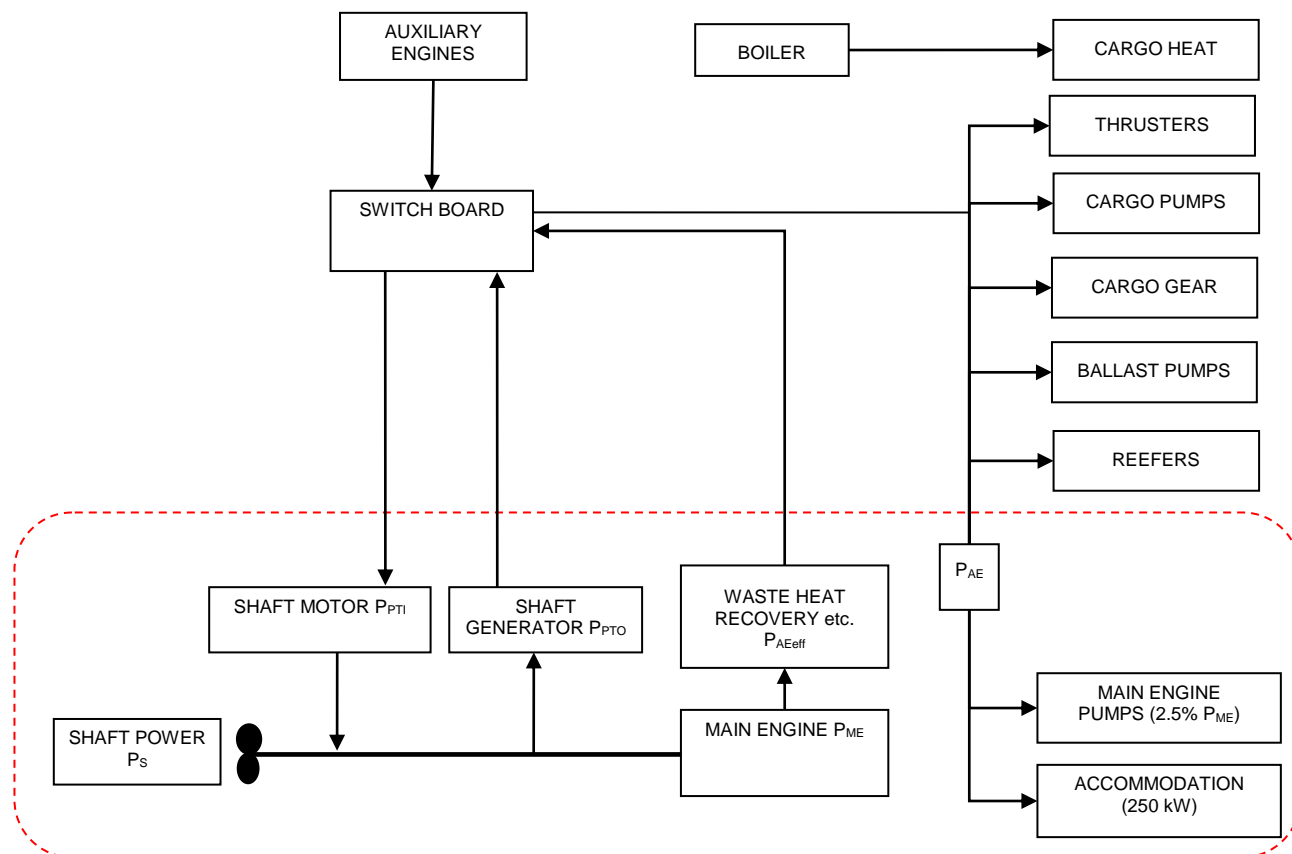 AUXILIARY
ENGINES
BOILER
CARGO HEAT
THRUSTERS
SWITCH BOARD
CARGO PUMPS
CARGO GEAR
BALLAST PUMPS
REEFERS
PAE
SHAFT MOTOR PPTI
SHAFT
GENERATOR PPTO
WASTE HEAT
RECOVERY etc.
PAEeff
MAIN ENGINE
PUMPS (2.5% PME)
SHAFT POWER
PS
MAIN ENGINE PME
ACCOMMODATION
(250 kW)